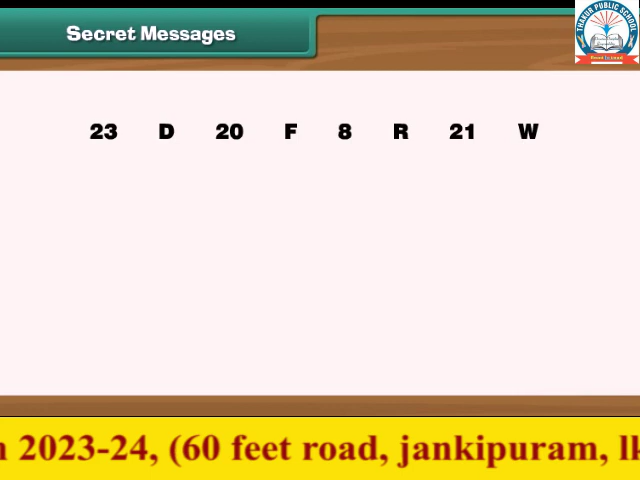 Secret Messages
THAKUR PUBLIC SCHOOL
23 D 20 F 8 R 21 W
n 2023-24, (60 feet road, jankipuram, lk